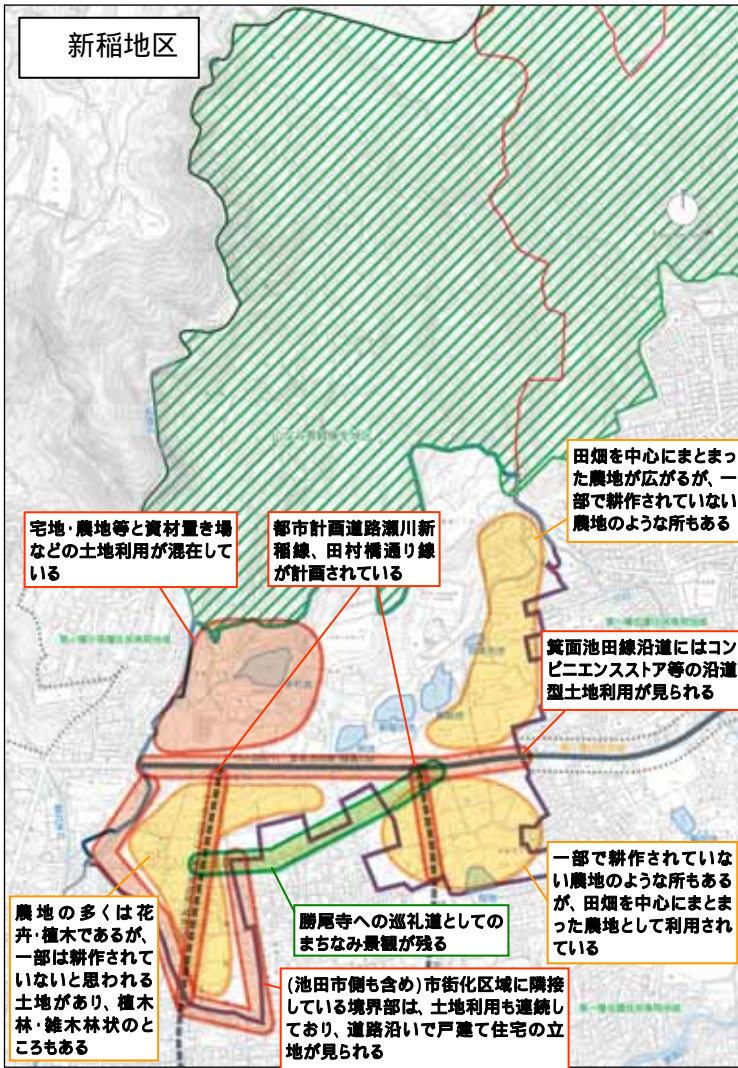 新稲地区
田畑を中心にまとまっ
た農地が広がるが、一
部で耕作されていない
農地のような所もある
宅地・農地等と資材置き場
などの土地利用が混在して
いる
都市計画道路瀬川新
稲線、田村橋通り線
が計画されている
箕面池田線沿道にはコン
ビニエンスストア等の沿道
型土地利用が見られる
一部で耕作されていな
い農地のような所もある
が、田畑を中心にまとま
った農地として利用され
ている
農地の多くは花
卉・植木であるが、
一部は耕作されて
いないと思われる
土地があり、植木
林・雑木林状のと
ころもある
勝尾寺への巡礼道としての
まちなみ景観が残る
(池田市側も含め)市街化区域に隣接
している境界部は、土地利用も連続し
ており、道路沿いで戸建て住宅の立
地が見られる